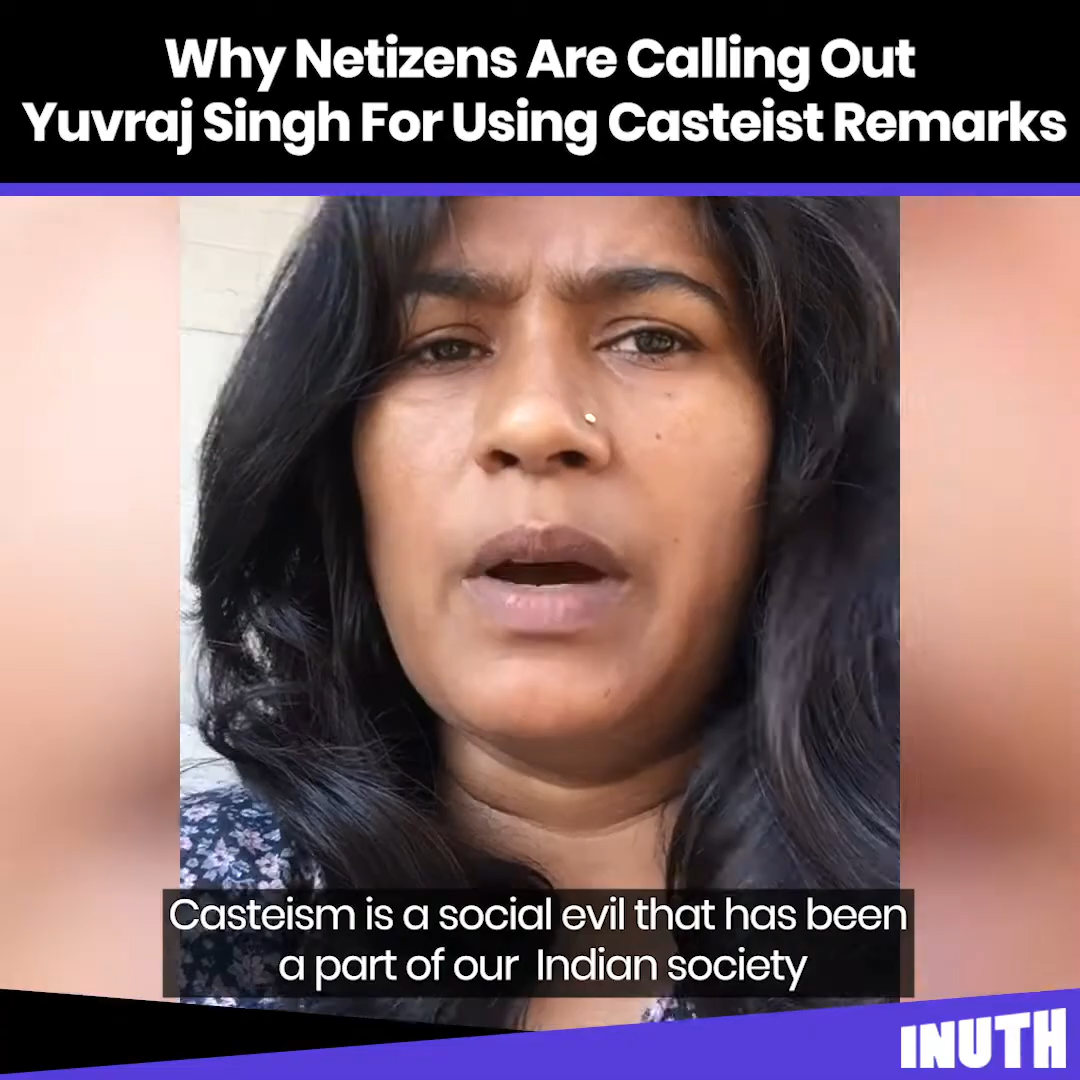 Why Netizens Are Calling Out
Yuvraj Singh For Using Casteist Remarks
Casteism is a social evil that has been
a part of our Indian society
INUTH